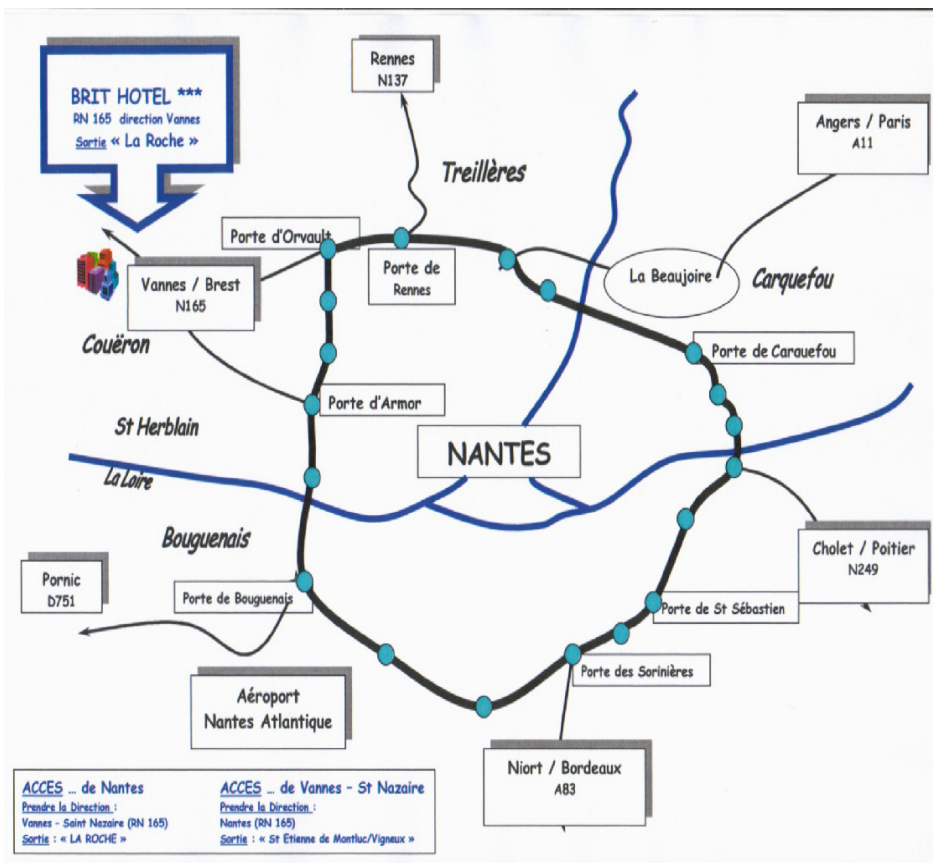 BRIT HOTEL ***
RN 165 direction Vannes
Sortie « La Roche »
Rennes
N137
Angers / Paris
A11
Treillères
Porte d'Orvault
Porte de
Rennes
La Beaujoire
Carquefou
Vannes / Brest
N165
Couëron
Porte de Carquefou
Porte d'Armor
St Herblain
NANTES
La Loire
Bouguenais
Cholet / Poitier
N249
Pornic
D751
Porte de Bouguenais
Porte de St Sébastien
Porte des Sorinières
Aéroport
Nantes Atlantique
Niort / Bordeaux
A83
ACCES ... de Nantes
Prendre la Direction :
Vannes - Saint Nazaire (RN 165)
Sortie : « LA ROCHE »
ACCES ... de Vannes - St Nazaire
Prendre la Direction :
Nantes (RN 165)
Sortie : « St Etienne de Montluc/Vigneux »